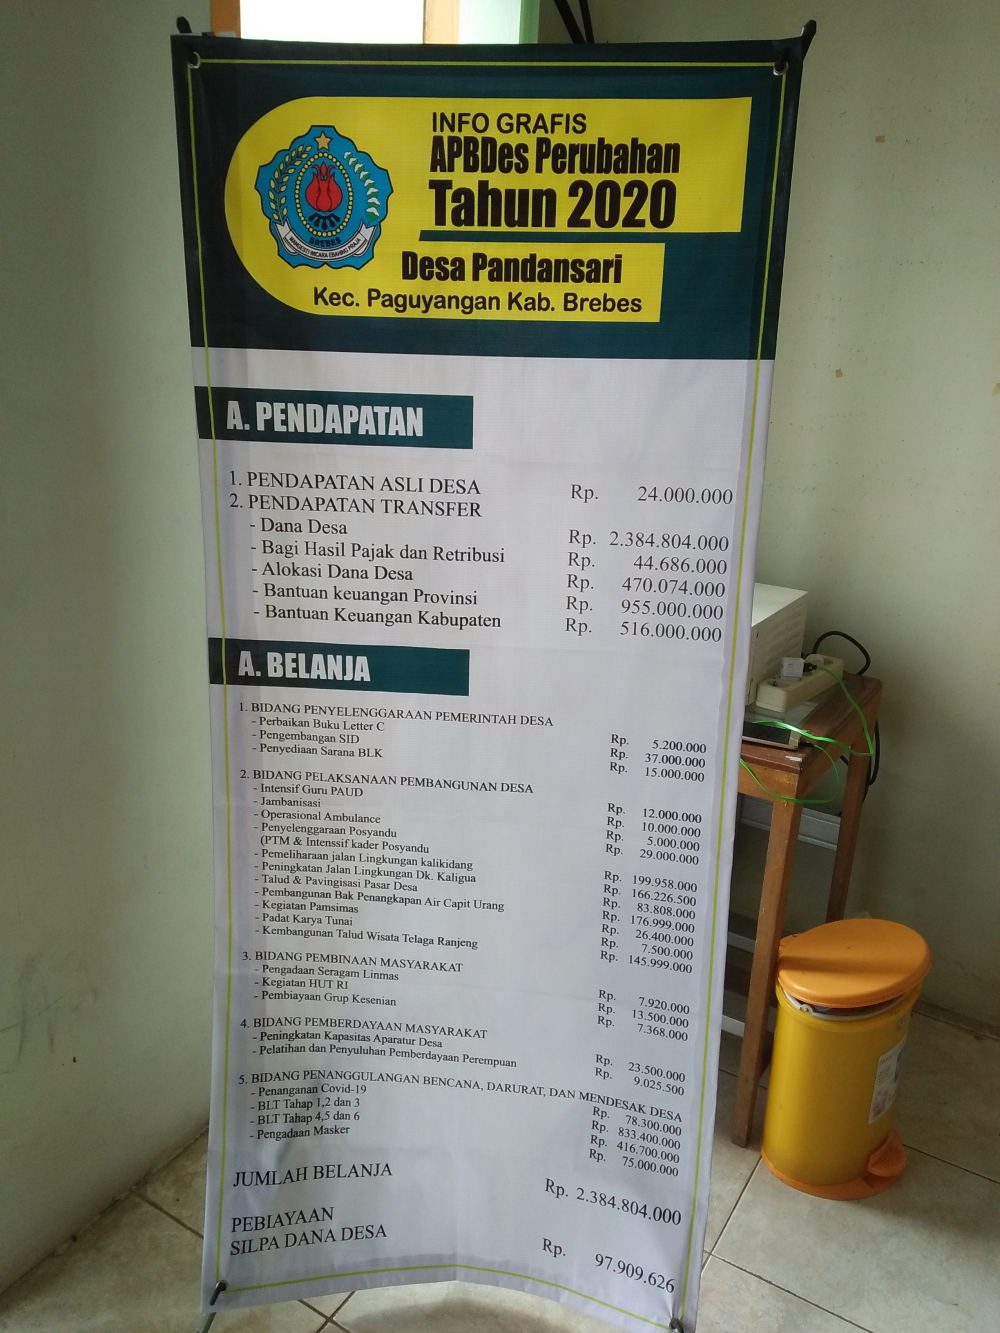 INFO GRAFIS
APBDes Perubahan
Tahun 2020
BREBES
MANGESTI WICARA EBAHING PRAJA
Desa Pandansari
Kec. Paguyangan Kab. Brebes
A. PENDAPATAN
1. PENDAPATAN ASLI DESA Rp. 24.000.000
2. PENDAPATAN TRANSFER
- Dana Desa Rp. 2.384.804.000
- Bagi Hasil Pajak dan Retribusi Rp. 44.686.000
- Alokasi Dana Desa Rp. 470.074.000
- Bantuan keuangan Provinsi Rp. 955.000.000
- Bantuan Keuangan Kabupaten Rp. 516.000.000
A. BELANJA
1. BIDANG PENYELENGGARAAN PEMERINTAH DESA
- Perbaikan Buku Letter C Rp. 5.200.000
- Pengembangan SID Rp. 37.000.000
- Penyediaan Sarana BLK Rp. 15.000.000
2. BIDANG PELAKSANAAN PEMBANGUNAN DESA
- Intensif Guru PAUD Rp. 12.000.000
- Jambanisasi Rp. 10.000.000
- Operasional Ambulance Rp. 5.000.000
- Penyelenggaraan Posyandu Rp. 29.000.000
(PTM & Intenssif kader Posyandu
- Pemeliharaan jalan Lingkungan kalikidang Rp. 199.958.000
- Peningkatan Jalan Lingkungan Dk. Kaligua Rp. 166.226.500
- Talud & Pavingisasi Pasar Desa Rp. 83.808.000
- Pembangunan Bak Penangkapan Air Capit Urang Rp. 176.999.000
- Kegiatan Pamsimas Rp. 26.400.000
- Padat Karya Tunai Rp. 7.500.000
- Kembangunan Talud Wisata Telaga Ranjeng Rp. 145.999.000
3. BIDANG PEMBINAAN MASYARAKAT
- Pengadaan Seragam Linmas Rp. 7.920.000
- Kegiatan HUT RI Rp. 13.500.000
- Pembiayaan Grup Kesenian Rp. 7.368.000
4. BIDANG PEMBERDAYAAN MASYARAKAT
- Peningkatan Kapasitas Aparatur Desa Rp. 23.500.000
- Pelatihan dan Penyuluhan Pemberdayaan Perempuan Rp. 9.025.500
5. BIDANG PENANGGULANGAN BENCANA, DARURAT, DAN MENDESAK DESA
- Penanganan Covid-19 Rp. 78.300.000
- BLT Tahap 1,2 dan 3 Rp. 833.400.000
- BLT Tahap 4,5 dan 6 Rp. 416.700.000
- Pengadaan Masker Rp. 75.000.000
JUMLAH BELANJA Rp. 2.384.804.000
PEBIAYAAN
SILPA DANA DESA Rp. 97.909.626